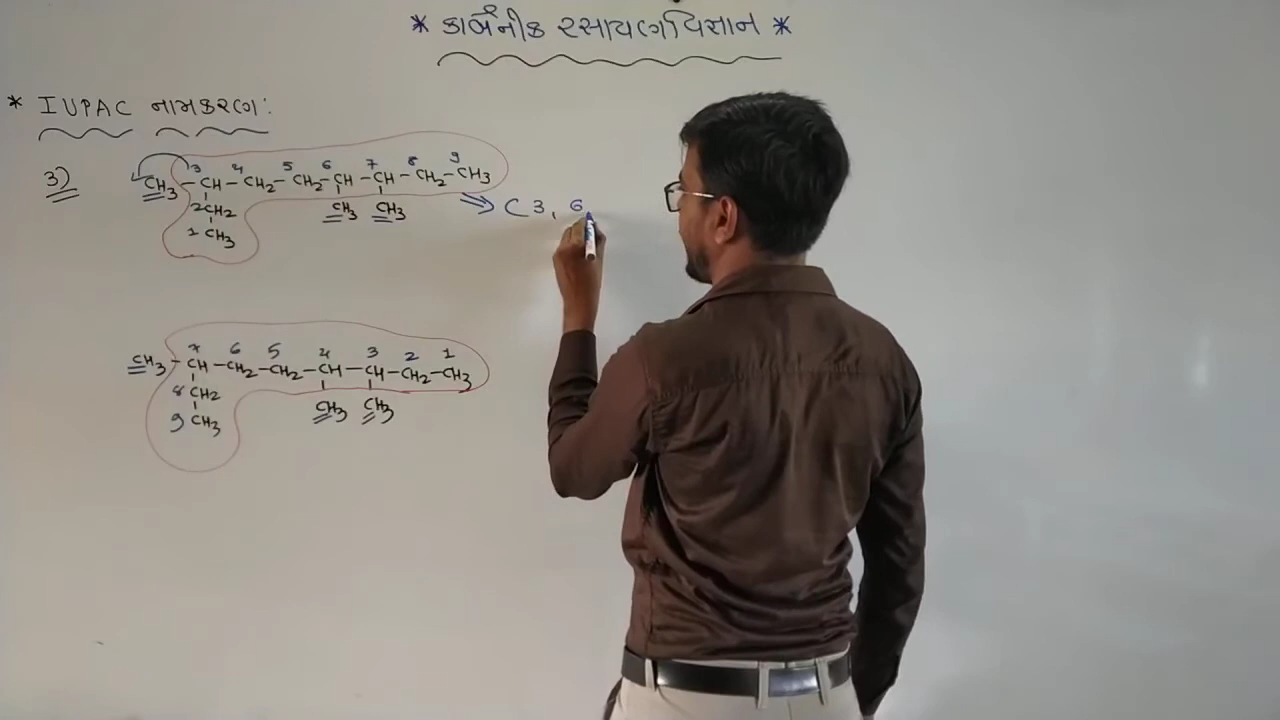 * કાર્બનીક રસાયણવિજ્ઞાન *
* IUPAC નામકરણ:
3)
3 4 5 6 7 8 9
CH3 - CH - CH2 - CH2 - CH - CH - CH2 - CH3
2 CH2 CH3 CH3 ⇒ ( 3, 6
1 CH3
7 6 5 4 3 2 1
CH3 - CH - CH2 - CH2 - CH - CH - CH2 - CH3
8 CH2 CH3 CH3
9 CH3